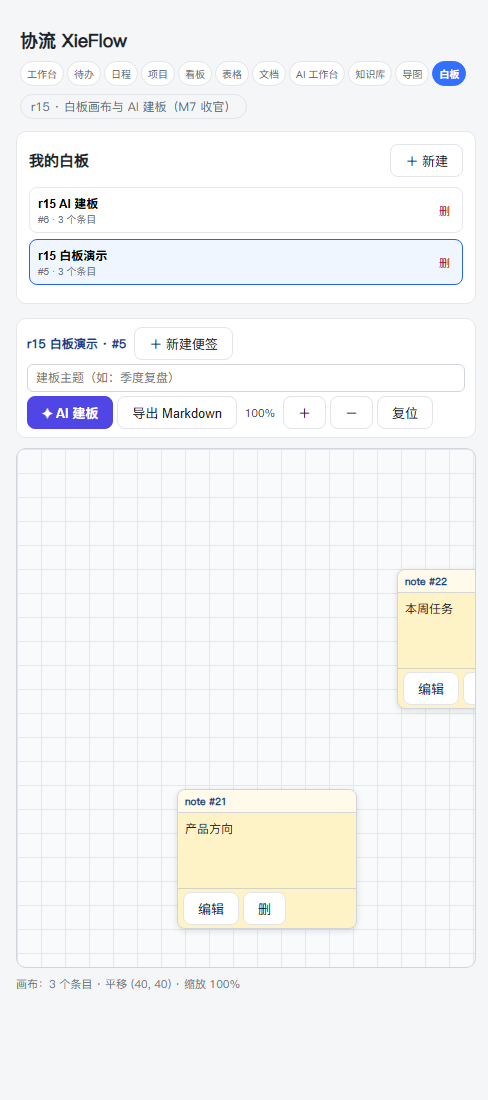 协流 XieFlow
工作台 待办 日程 项目 看板 表格 文档 AI 工作台 知识库 导图 白板
r15 · 白板画布与 AI 建板（M7 收官）
我的白板
＋ 新建
r15 AI 建板
#6 · 3 个条目
删
r15 白板演示
#5 · 3 个条目
删
r15 白板演示 · #5 ＋ 新建便签
建板主题（如：季度复盘）
✦ AI 建板 导出 Markdown 100% ＋ － 复位
note #22
本周任务
编辑
note #21
产品方向
编辑 删
画布：3 个条目 · 平移 (40, 40) · 缩放 100%